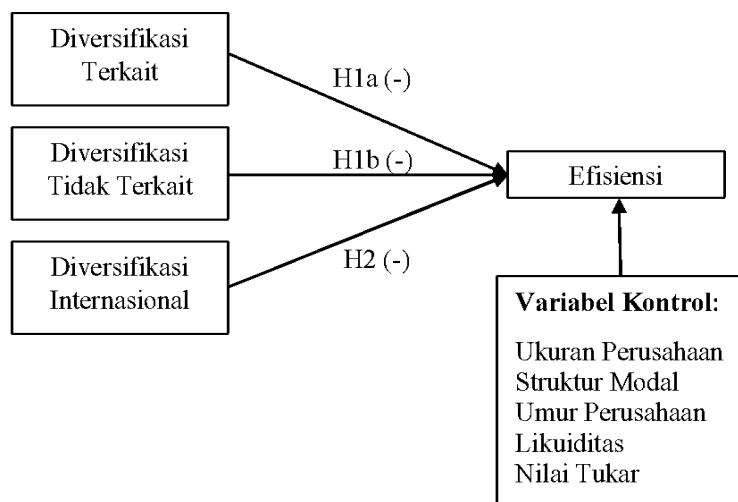 Diversifikasi
Terkait
H1a (-)
Diversifikasi
Tidak Terkait
H1b (-)
Efisiensi
Diversifikasi
Internasional
H2 (-)
Variabel Kontrol:
Ukuran Perusahaan
Struktur Modal
Umur Perusahaan
Likuiditas
Nilai Tukar